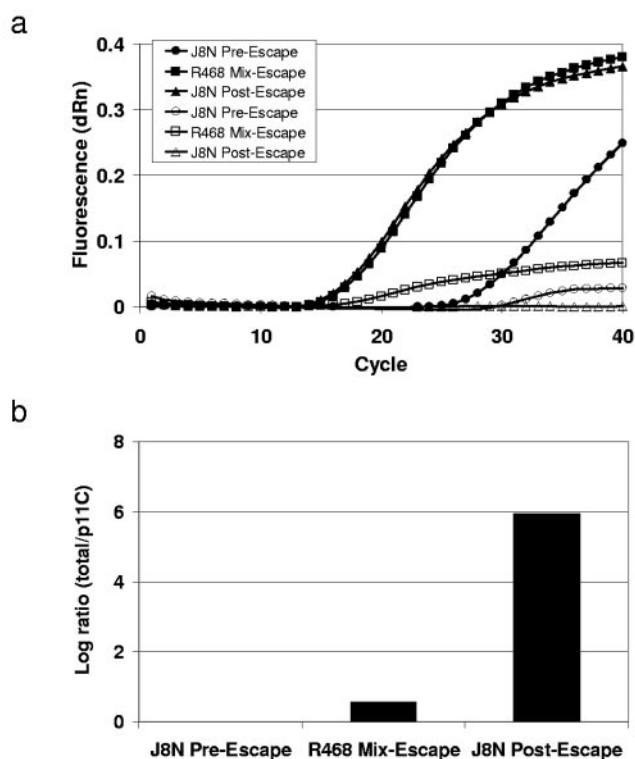 a
0.4
0.3
0.2
0.1
0
Fluorescence (dRn)
J8N Pre-Escape
R468 Mix-Escape
J8N Post-Escape
J8N Pre-Escape
R468 Mix-Escape
J8N Post-Escape
0 10 20 30 40
Cycle
b
8
6
4
2
0
Log ratio (total/p11C)
J8N Pre-Escape R468 Mix-Escape J8N Post-Escape